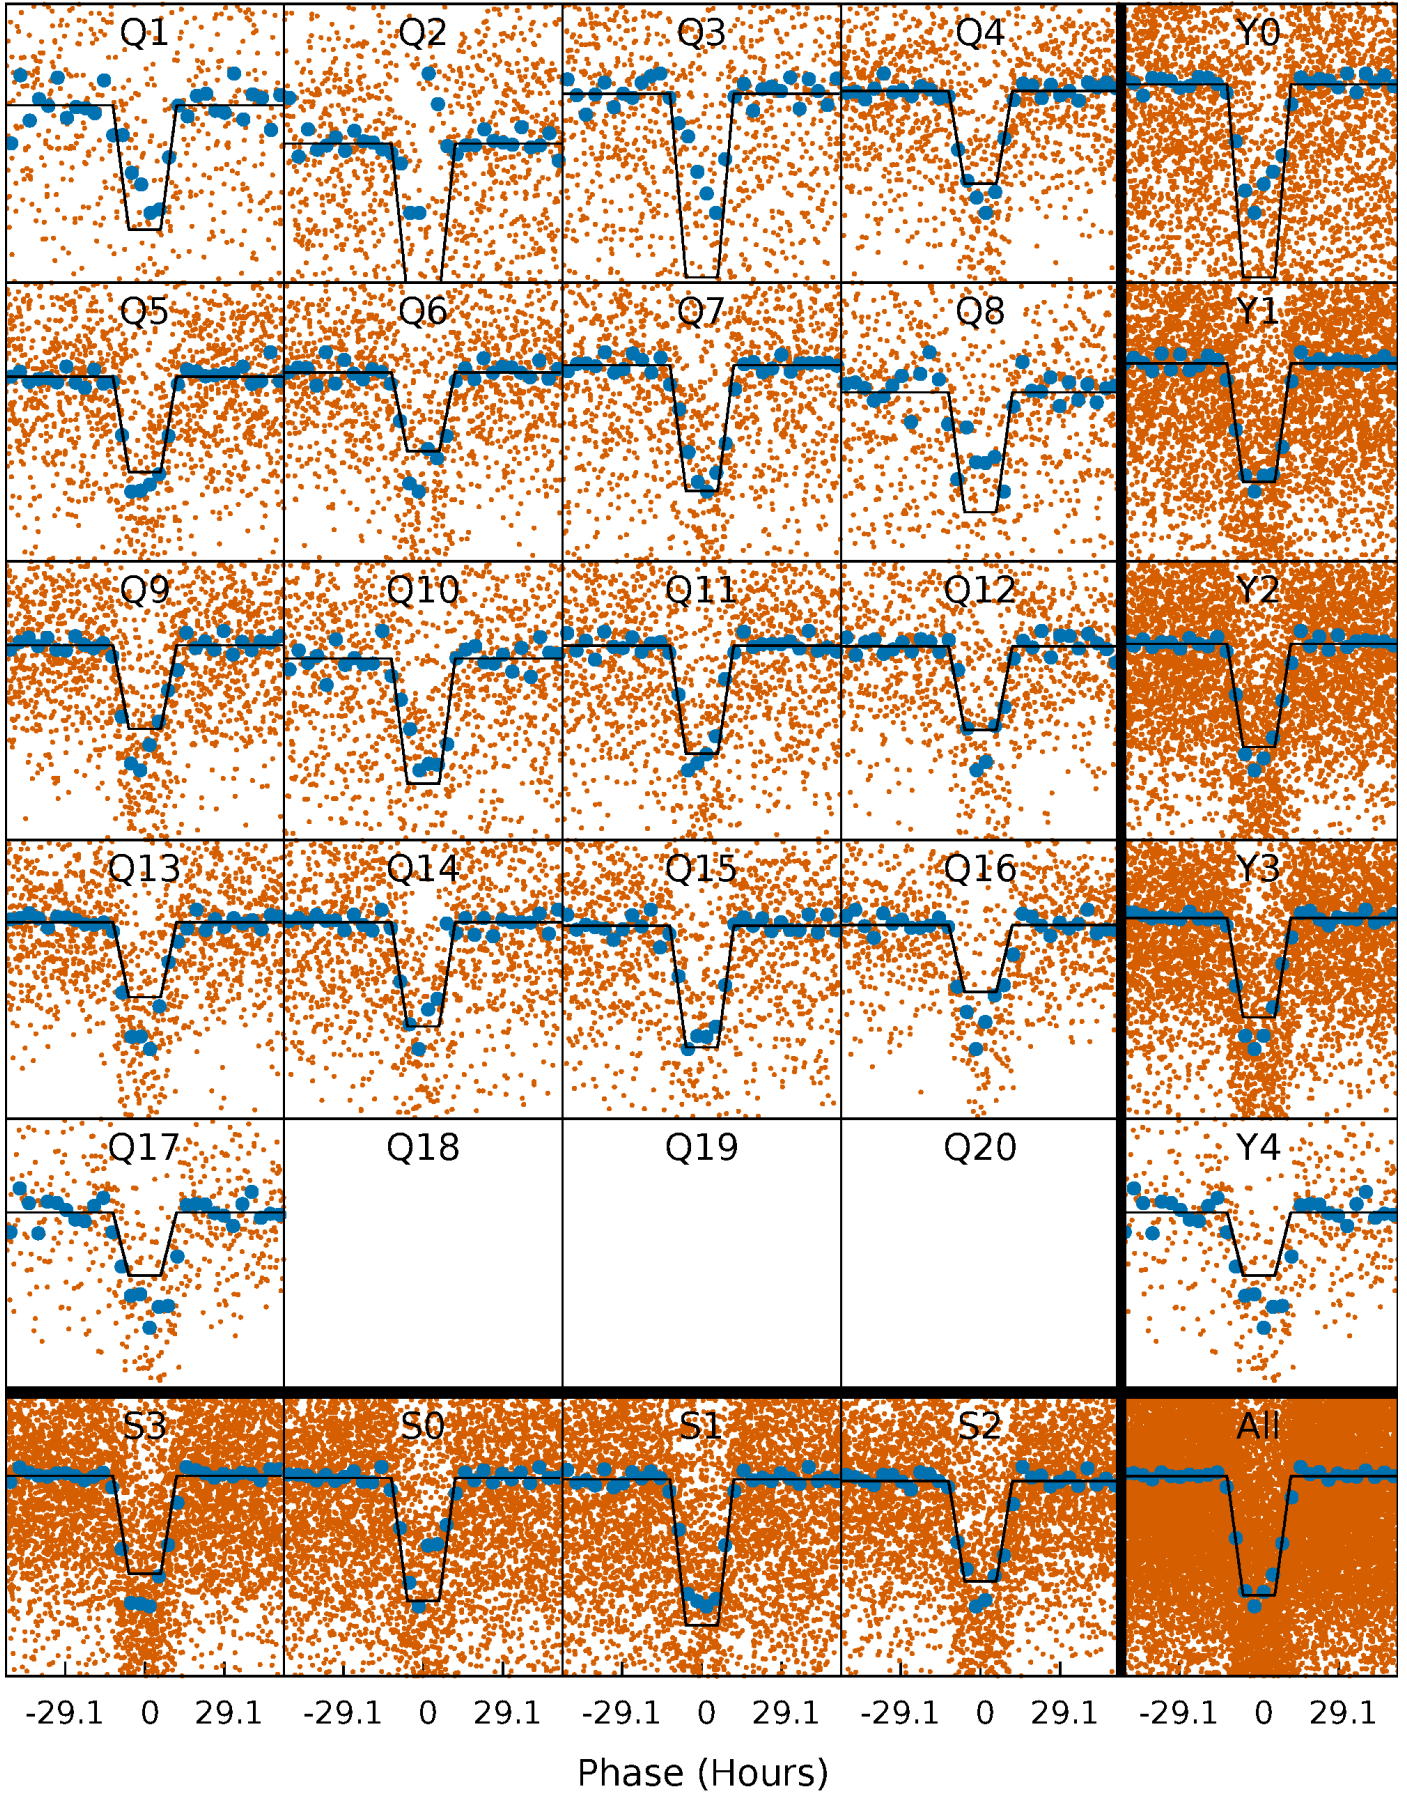 Q1 Q2 Q3 Q4 Y0
Q5 Q6 Q7 Q8 Y1
Q9 Q10 Q11 Q12 Y2
Q13 Q14 Q15 Q16 Y3
Q17 Q18 Q19 Q20 Y4
S3 S0 S1 S2 All
-29.1 0 29.1 -29.1 0 29.1 -29.1 0 29.1 -29.1 0 29.1 -29.1 0 29.1
Phase (Hours)